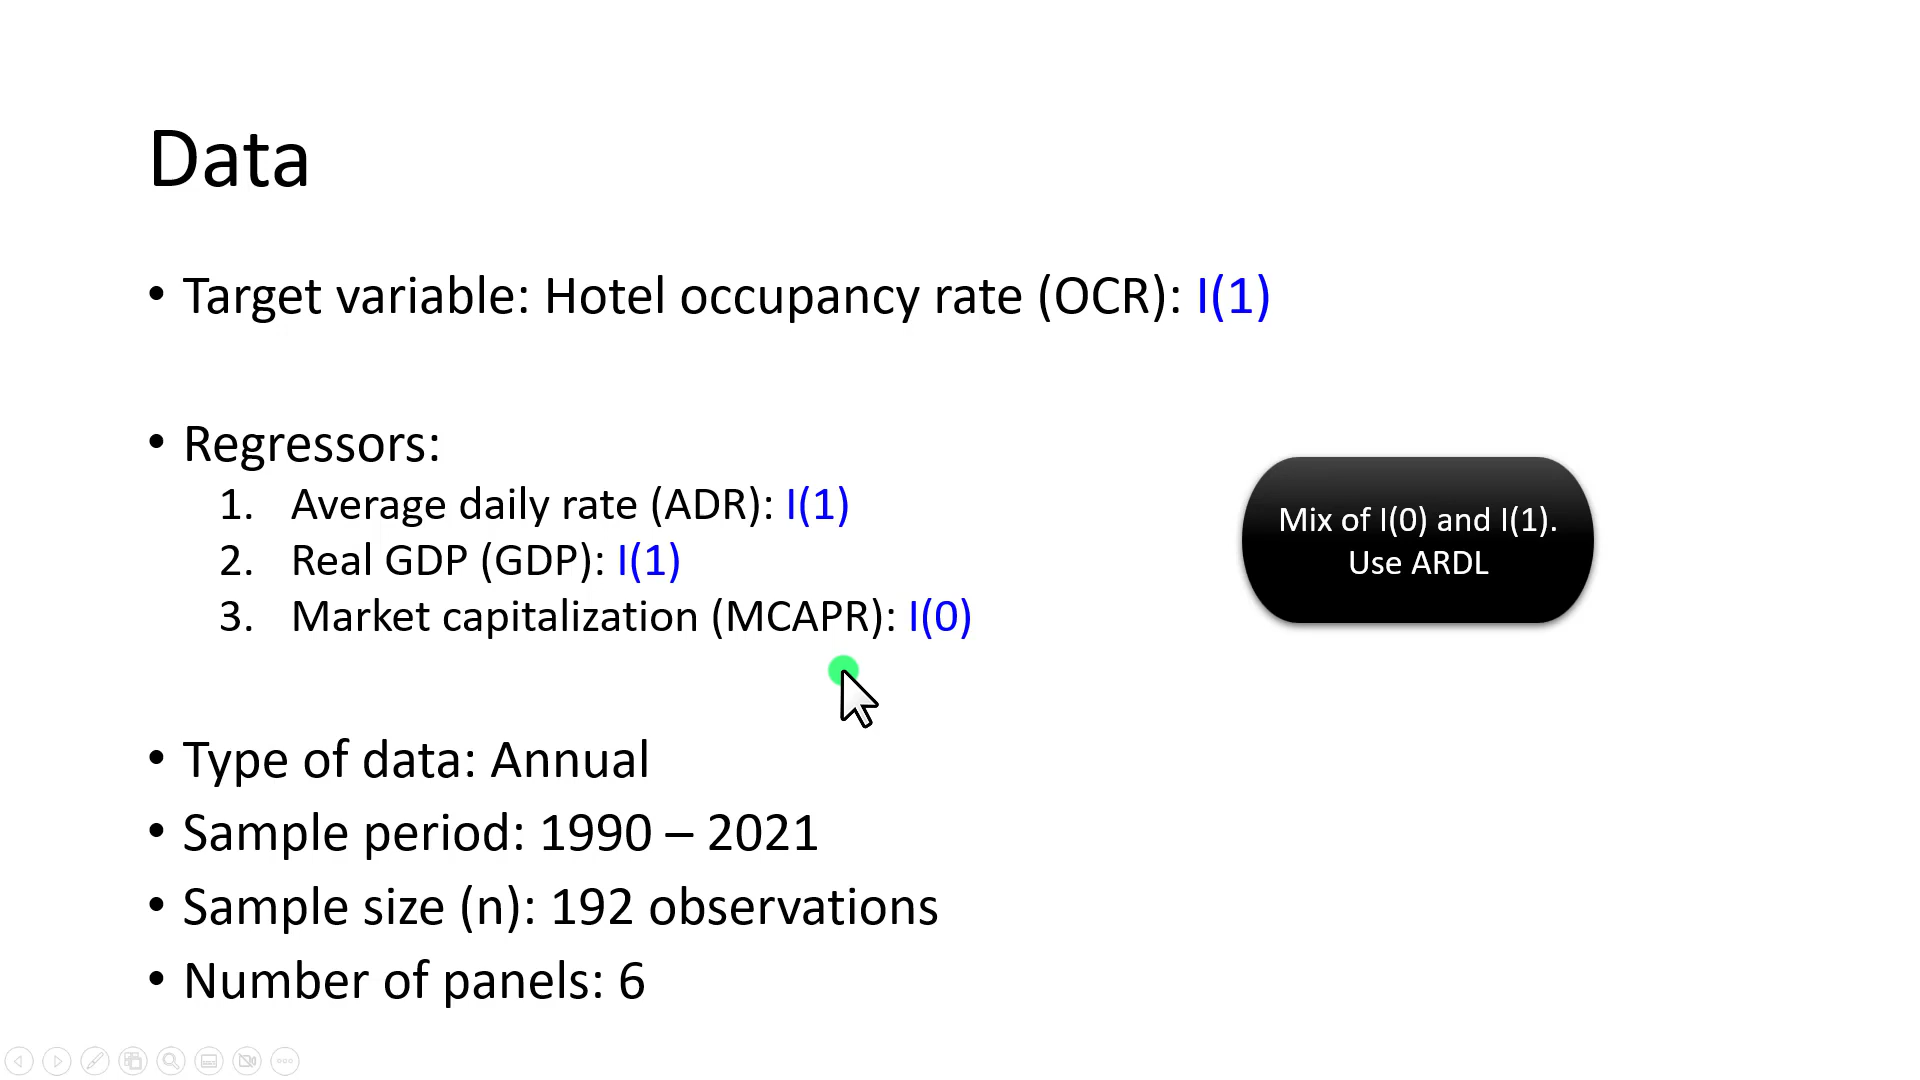 Data
• Target variable: Hotel occupancy rate (OCR): I(1)
• Regressors:
1. Average daily rate (ADR): I(1)
2. Real GDP (GDP): I(1)
3. Market capitalization (MCAPR): I(0)
Mix of I(0) and I(1).
Use ARDL
• Type of data: Annual
• Sample period: 1990 – 2021
• Sample size (n): 192 observations
• Number of panels: 6